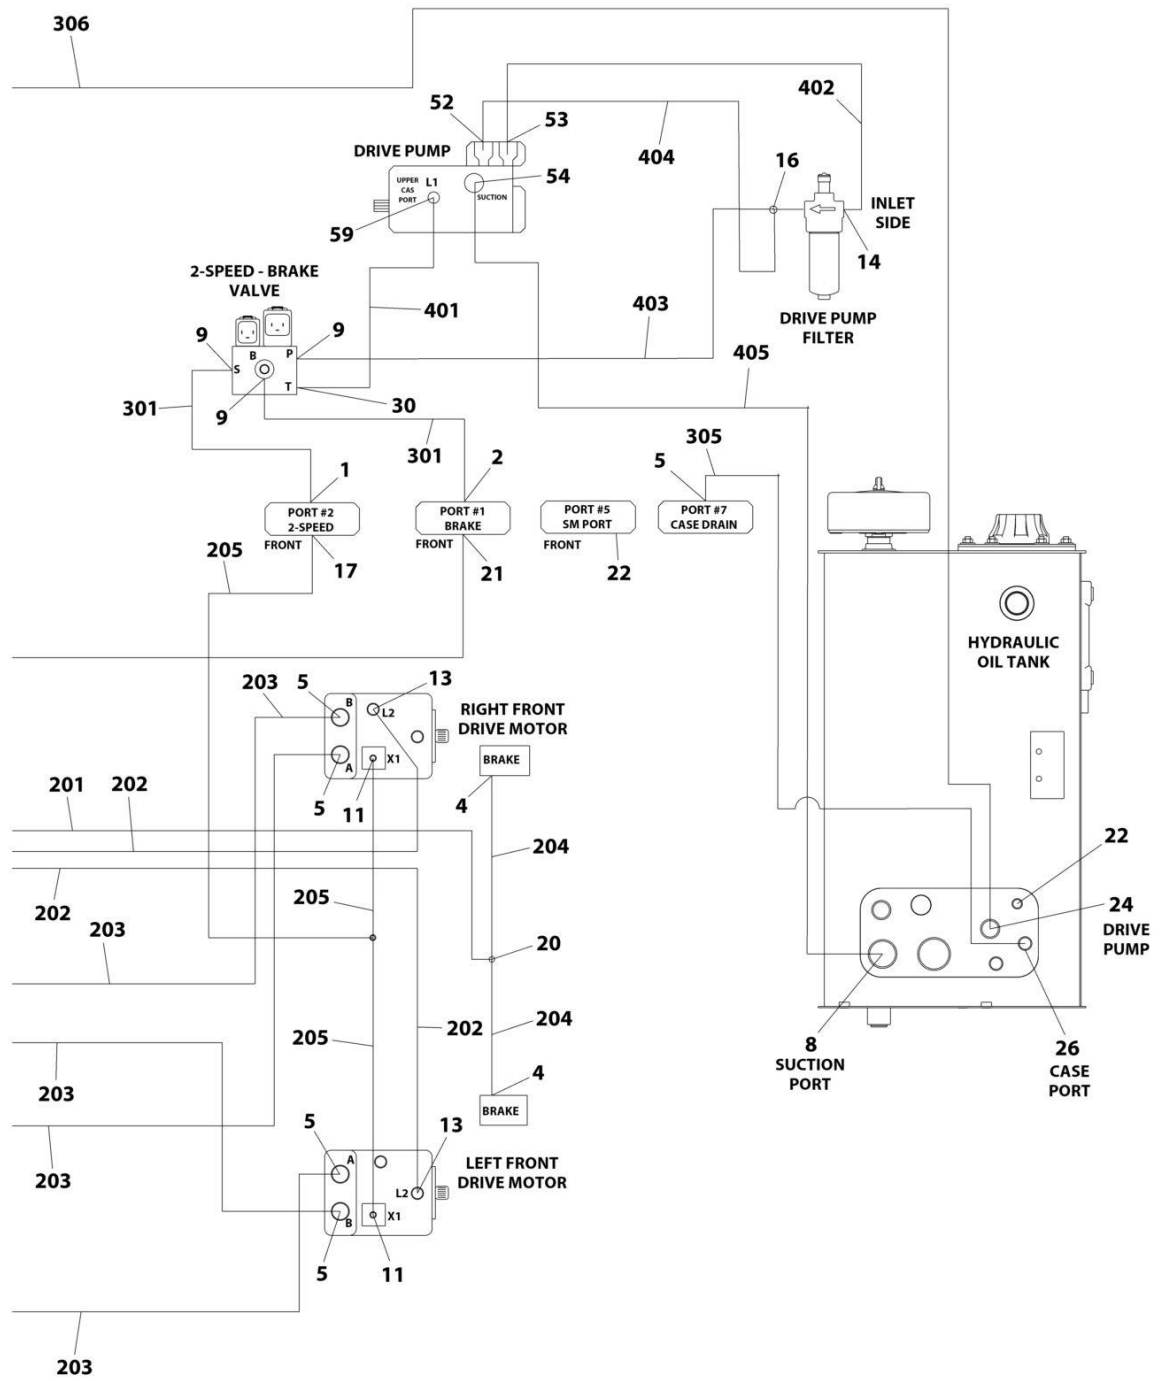 306
402
52
53
404
DRIVE PUMP
16
54
UPPER
CAS
PORT
L1
SUCTION
INLET
SIDE
59
14
2-SPEED - BRAKE
VALVE
401
403
DRIVE PUMP
FILTER
9
9
405
B
P
S
T
301
9
30
301
305
1
2
5
PORT #2
2-SPEED
PORT #1
BRAKE
PORT #5
SM PORT
PORT #7
CASE DRAIN
FRONT
FRONT
FRONT
205
17
21
22
HYDRAULIC
OIL TANK
203
5
13
B
L2
RIGHT FRONT
DRIVE MOTOR
BRAKE
X1
A
201
202
5
11
4
204
22
205
24
202
203
20
DRIVE
PUMP
205
202
204
8
SUCTION
PORT
26
CASE
PORT
203
4
5
13
BRAKE
A
LEFT FRONT
DRIVE MOTOR
203
L2
B
X1
5
11
203